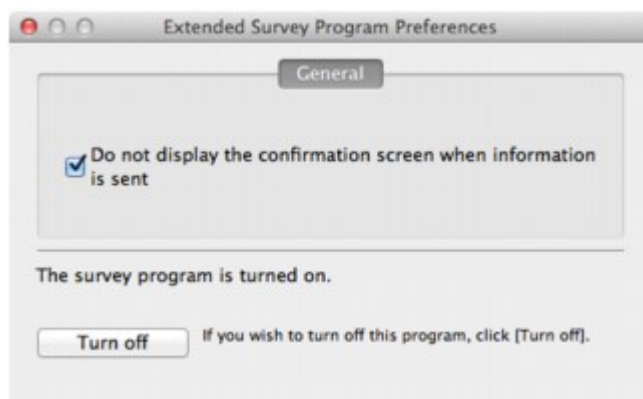 Extended Survey Program Preferences
General
Do not display the confirmation screen when information
is sent
The survey program is turned on.
Turn off
If you wish to turn off this program, click [Turn off].